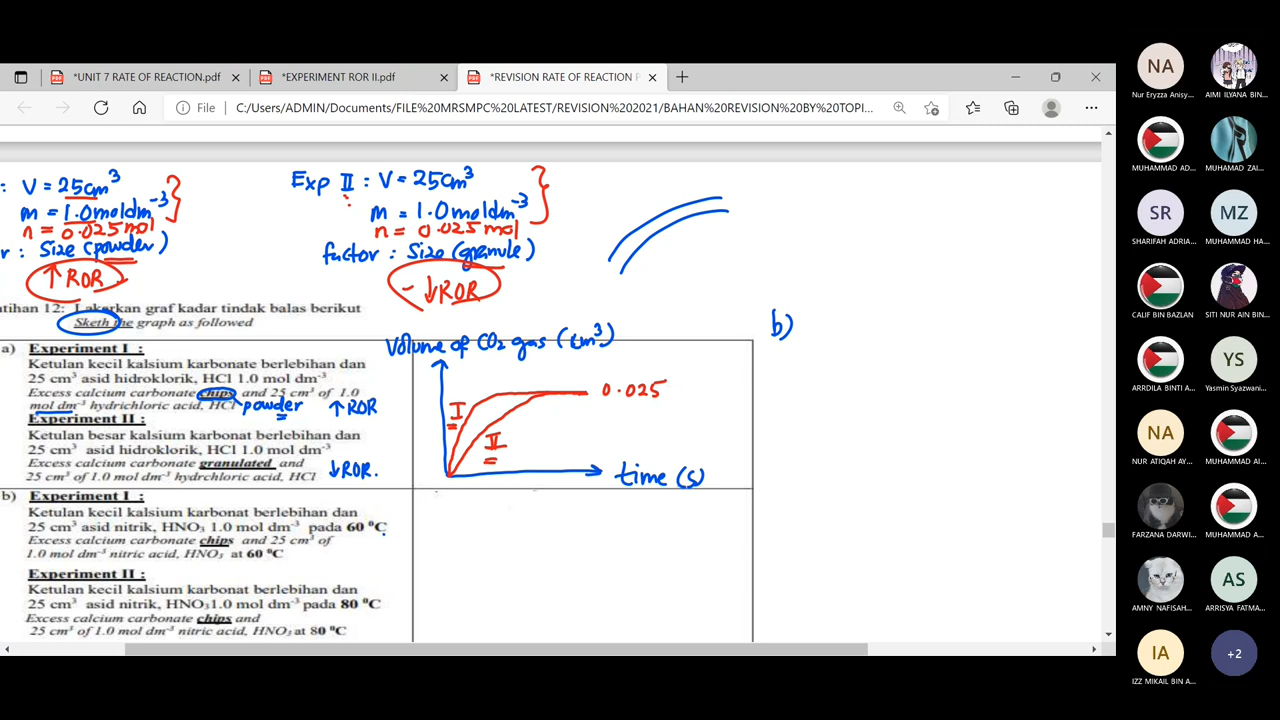 *UNIT 7 RATE OF REACTION.pdf
*EXPERIMENT ROR II.pdf
*REVISION RATE OF REACTION P
File
C:/Users/ADMIN/Documents/FILE%20MRSMPC%20LATEST/REVISION%202021/BAHAN%20REVISION%20BY%20TOPI...
: V = 25cm³
m = 1.0moldm⁻³
n = 0.025mol
r : Size (powder)
↑ ROR
Exp II : V = 25cm³
m = 1.0moldm⁻³
n = 0.025mol
factor : Size (granule)
- ↓ ROR
atihan 12: Lakarkan graf kadar tindak balas berikut
Sketh the graph as followed
a) Experiment I :
Ketulan kecil kalsium karbonate berlebihan dan
25 cm³ asid hidroklorik, HCl 1.0 mol dm⁻³
Excess calcium carbonate chips and 25 cm³ of 1.0
mol dm⁻³ hydrochloric acid, HCl
powder ↑ ROR
Experiment II :
Ketulan besar kalsium karbonat berlebihan dan
25 cm³ asid hidroklorik, HCl 1.0 mol dm⁻³
Excess calcium carbonate granulated and
25 cm³ of 1.0 mol dm⁻³ hydrchloric acid, HCl
↓ ROR.
Volume of CO₂ gas (cm³)
0.025
I
II
time (s)
b)
b) Experiment I :
Ketulan kecil kalsium karbonat berlebihan dan
25 cm³ asid nitrik, HNO₃ 1.0 mol dm⁻³ pada 60 ⁰C
Excess calcium carbonate chips and 25 cm³ of
1.0 mol dm⁻³ nitric acid, HNO₃ at 60 ⁰C
Experiment II :
Ketulan kecil kalsium karbonat berlebihan dan
25 cm³ asid nitrik, HNO₃ 1.0 mol dm⁻³ pada 80 ⁰C
Excess calcium carbonate chips and
25 cm³ of 1.0 mol dm⁻³ nitric acid, HNO₃ at 80 ⁰C
NA
Nur Eryzza Anisy...
AIMI ILYANA BIN...
MUHAMMAD AD...
MUHAMAD ZAI...
SR
SHARIFAH ADRIA...
MZ
MUHAMMAD HA...
CALIF BIN BAZLAN
SITI NUR AIN BIN...
ARRDILA BINTI A...
YS
Yasmin Syazwani...
NA
NUR ATIQAH AY...
MUHAMMAD AI...
FARZANA DARWI...
MUHAMMAD A...
AMNY NAFISAH...
AS
ARRISYA FATMA...
IA
IZZ MIKAIL BIN A...
+2